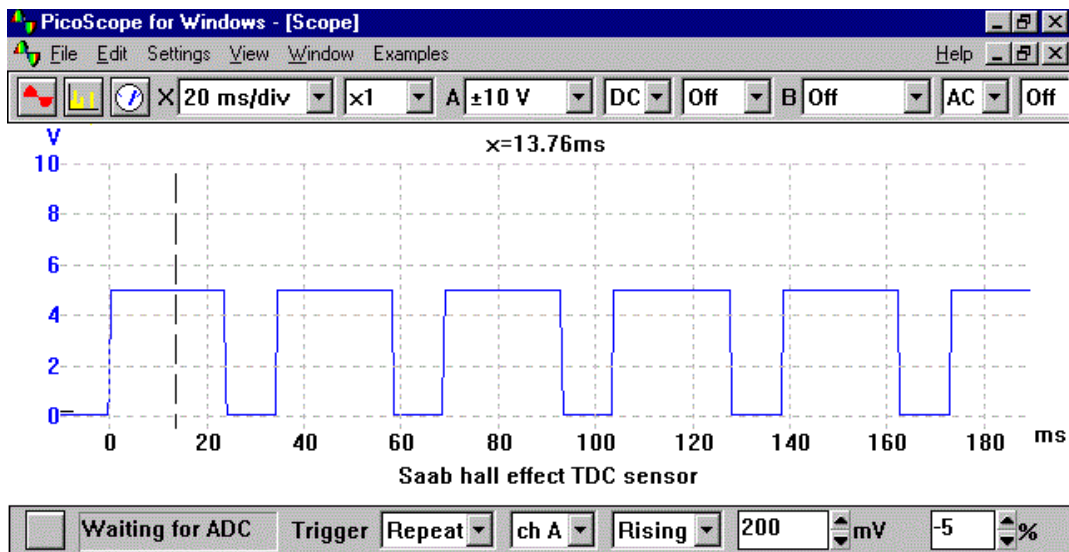 PicoScope for Windows - [Scope]
File Edit Settings View Window Examples Help
X 20 ms/div x1 A ±10 V DC Off B Off AC Off
V
x=13.76ms
10
8
6
4
2
0
0 20 40 60 80 100 120 140 160 180 ms
Saab hall effect TDC sensor
Waiting for ADC Trigger Repeat ch A Rising 200 mV -5 %